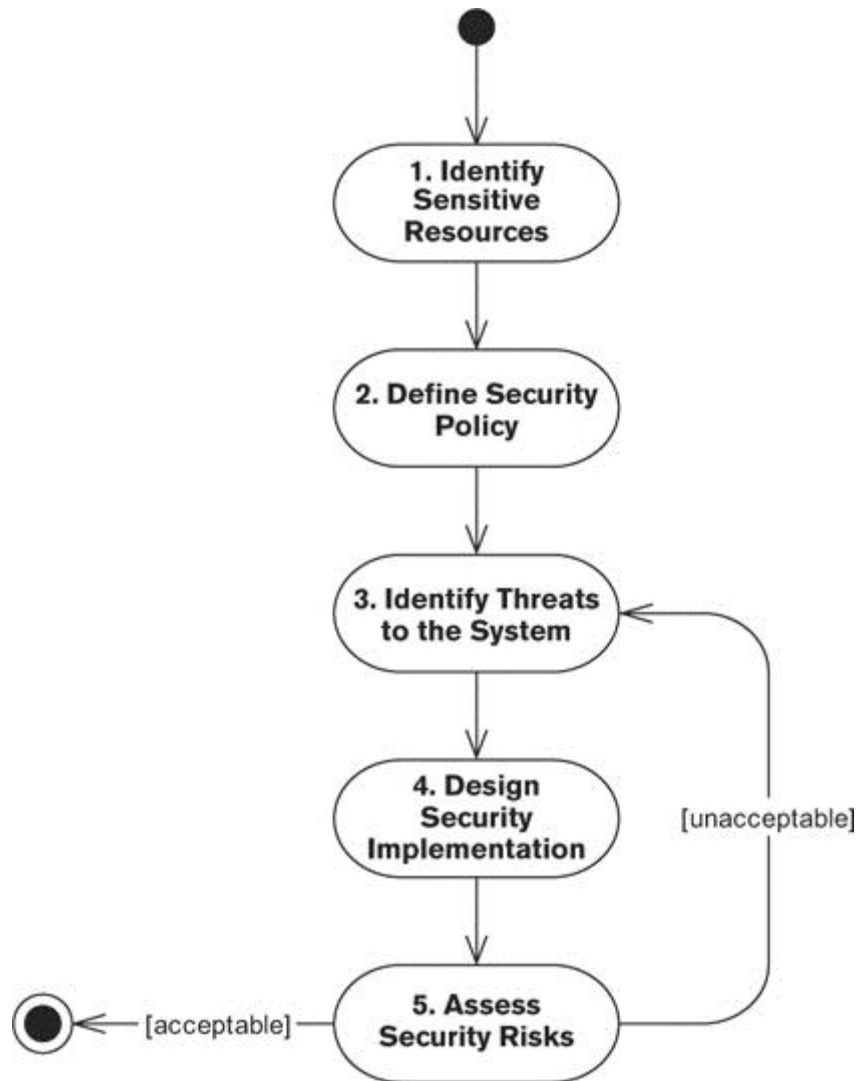 1. Identify
Sensitive
Resources
2. Define Security
Policy
3. Identify Threats
to the System
4. Design
Security
Implementation
[unacceptable]
5. Assess
Security Risks
[acceptable]